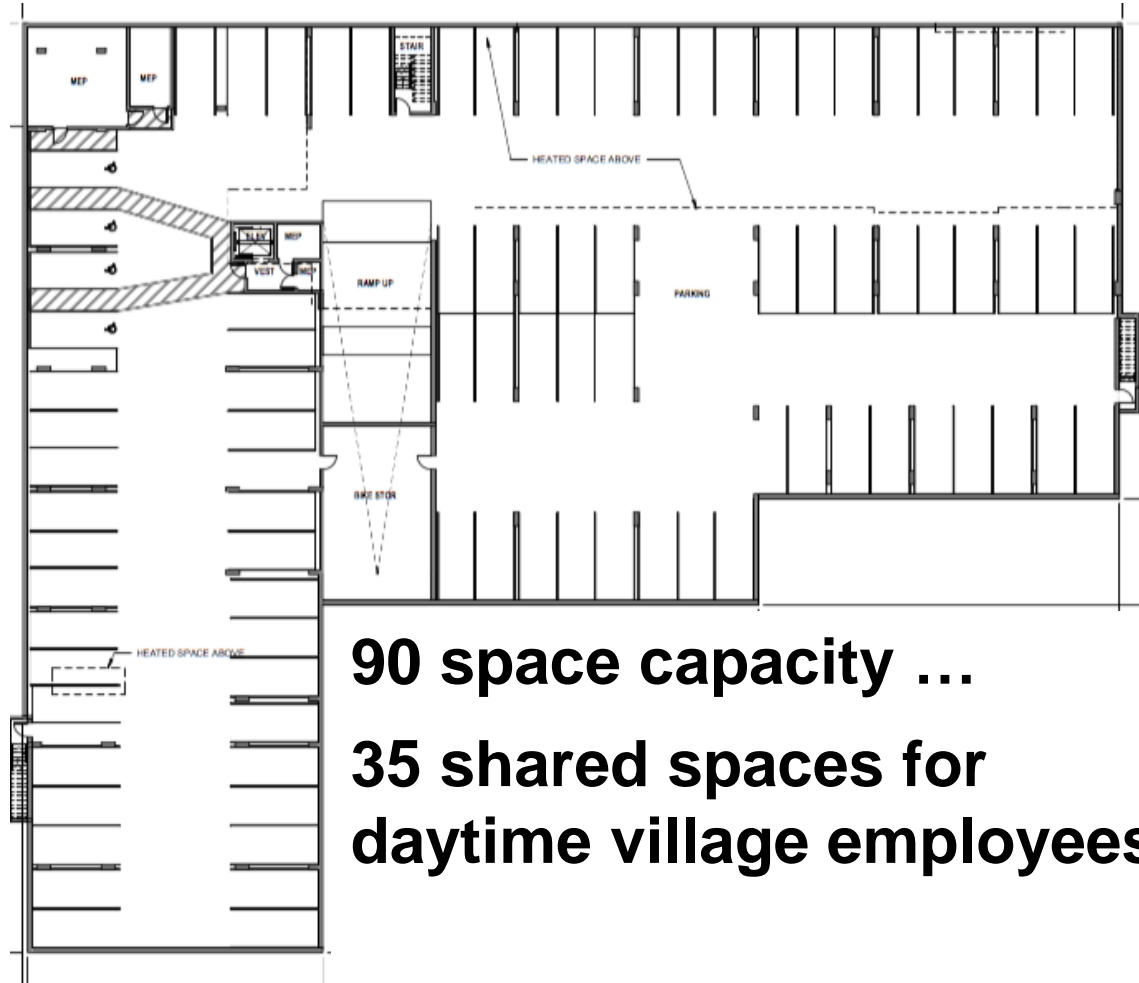 STAIR
MEP
MEP
HEATED SPACE ABOVE
ELEV
MEP
VEST
MEP
RAMP UP
PARKING
BIKE STOR
HEATED SPACE ABOVE
90 space capacity …
35 shared spaces for
daytime village employees